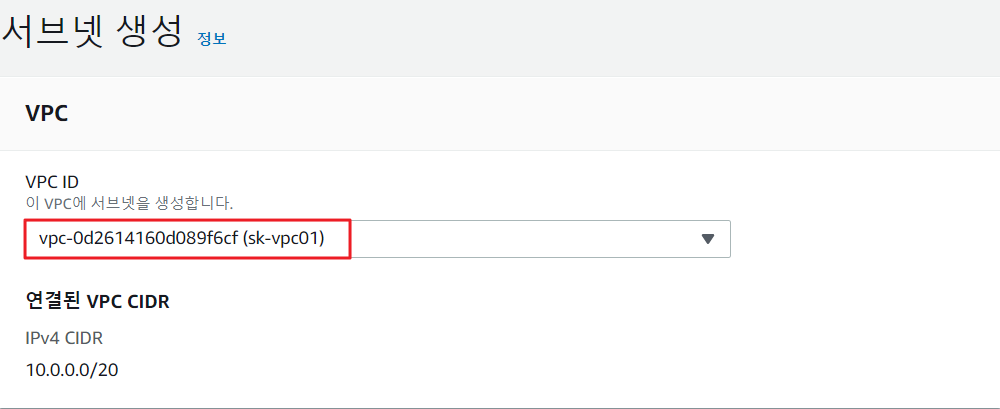 서브넷 생성 정보
VPC
VPC ID
이 VPC에 서브넷을 생성합니다.
vpc-0d2614160d089f6cf (sk-vpc01)
연결된 VPC CIDR
IPv4 CIDR
10.0.0.0/20